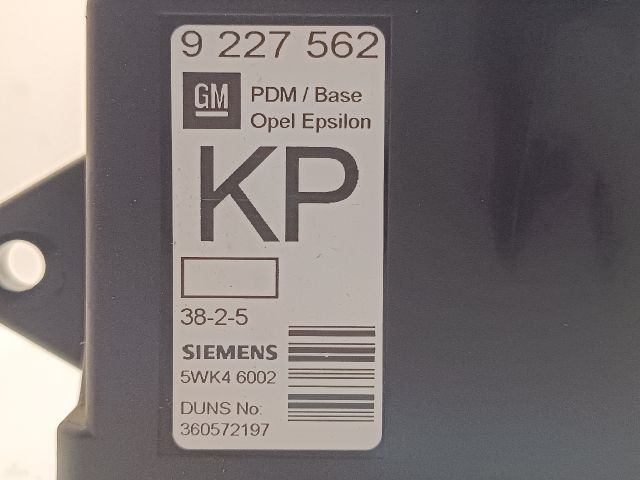 9 227 562
GM
PDM / Base
Opel Epsilon
KP
38-2-5
SIEMENS
5WK4 6002
DUNS No:
360572197